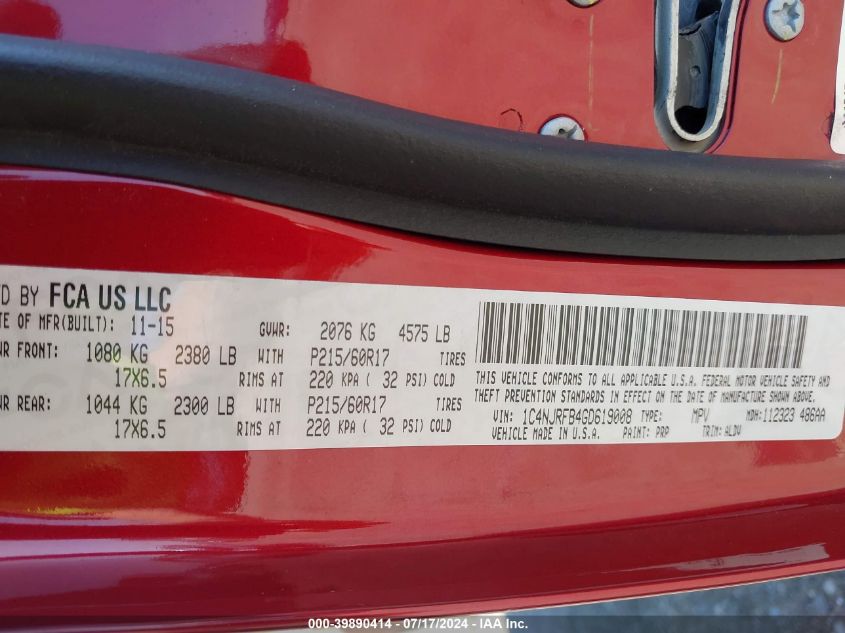 D BY FCA US LLC
TE OF MFR(BUILT): 11-15 GVWR: 2076 KG 4575 LB
WR FRONT: 1080 KG 2380 LB WITH P215/60R17 TIRES
17X6.5 RIMS AT 220 KPA ( 32 PSI) COLD
WR REAR: 1044 KG 2300 LB WITH P215/60R17 TIRES
17X6.5 RIMS AT 220 KPA ( 32 PSI) COLD
THIS VEHICLE CONFORMS TO ALL APPLICABLE U.S.A. FEDERAL MOTOR VEHICLE SAFETY AND
THEFT PREVENTION STANDARDS IN EFFECT ON THE DATE OF MANUFACTURE SHOWN ABOVE.
VIN: 1C4NJRFB4GD619008 TYPE: MPV MDH: 112323 486AA
VEHICLE MADE IN U.S.A. PAINT: PRP TRIM: ALDV
000-39890414 - 07/17/2024 - IAA Inc.